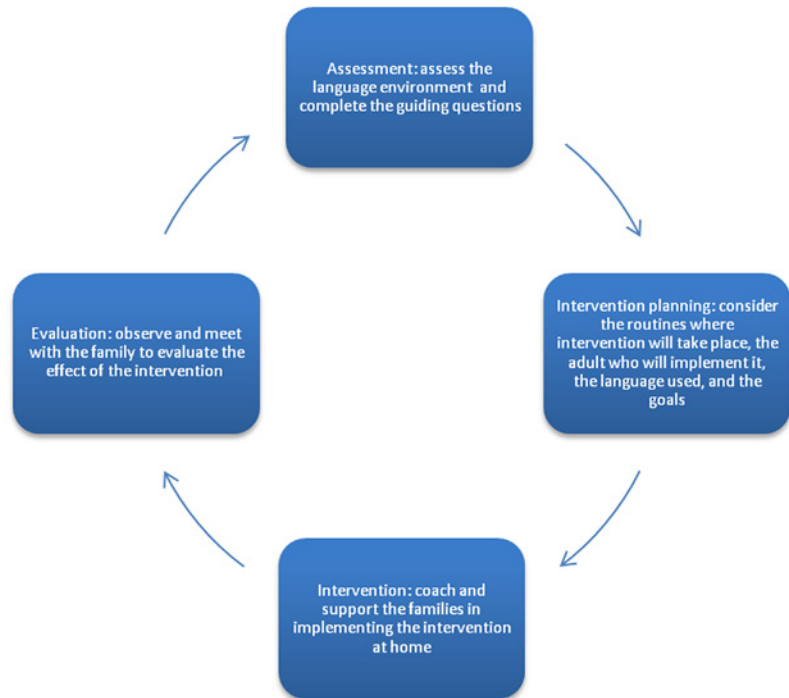 Assessment: assess the
language environment and
complete the guiding questions
Intervention planning: consider
the routines where
intervention will take place, the
adult who will implement it,
the language used, and the
goals
Intervention: coach and
support the families in
implementing the intervention
at home
Evaluation: observe and meet
with the family to evaluate the
effect of the intervention